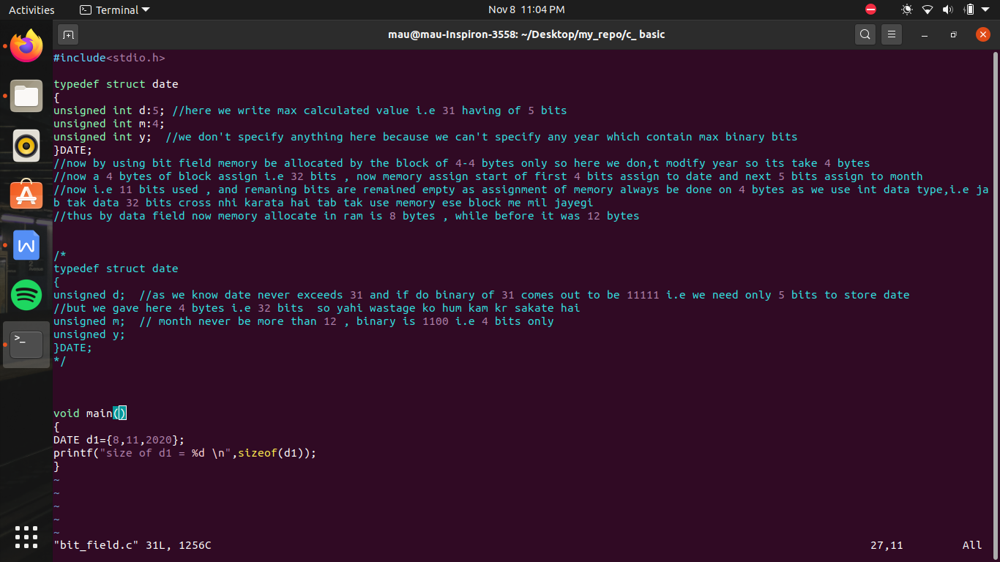 Activities
Terminal
Nov 8 11:04 PM
mau@mau-Inspiron-3558: ~/Desktop/my_repo/c_ basic
#include<stdio.h>
typedef struct date
{
unsigned int d:5; //here we write max calculated value i.e 31 having of 5 bits
unsigned int m:4;
unsigned int y;  //we don't specify anything here because we can't specify any year which contain max binary bits
}DATE;
//now by using bit field memory be allocated by the block of 4-4 bytes only so here we don,t modify year so its take 4 bytes
//now a 4 bytes of block assign i.e 32 bits , now memory assign start of first 4 bits assign to date and next 5 bits assign to month
//now i.e 11 bits used , and remaning bits are remained empty as assignment of memory always be done on 4 bytes as we use int data type,i.e ja
b tak data 32 bits cross nhi karata hai tab tak use memory ese block me mil jayegi
//thus by data field now memory allocate in ram is 8 bytes , while before it was 12 bytes
/*
typedef struct date
{
unsigned d;  //as we know date never exceeds 31 and if do binary of 31 comes out to be 11111 i.e we need only 5 bits to store date
//but we gave here 4 bytes i.e 32 bits  so yahi wastage ko hum kam kr sakate hai
unsigned m;  // month never be more than 12 , binary is 1100 i.e 4 bits only
unsigned y;
}DATE;
*/
void main()
{
DATE d1={8,11,2020};
printf("size of d1 = %d \n",sizeof(d1));
}
~
~
~
~
~
"bit_field.c" 31L, 1256C
27,11
All